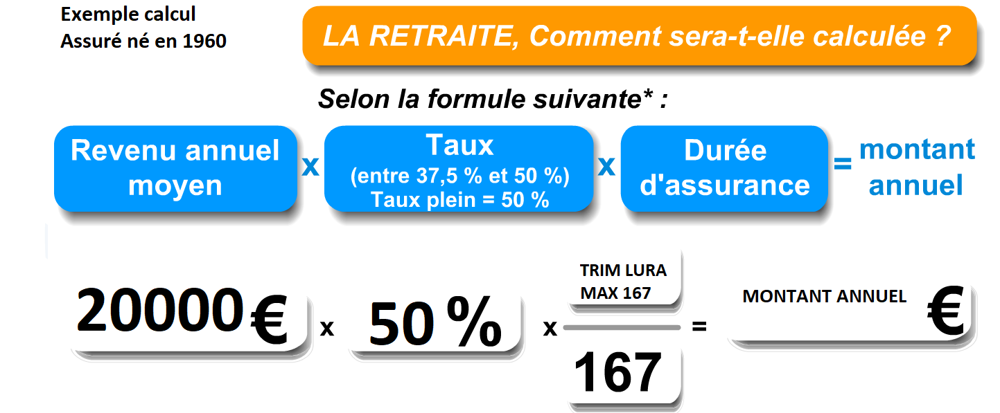 Exemple calcul
Assuré né en 1960
LA RETRAITE, Comment sera-t-elle calculée ?
Selon la formule suivante* :
Revenu annuel
moyen
x
Taux
(entre 37,5 % et 50 %)
Taux plein = 50 %
x
Durée
d'assurance
=
montant
annuel
20000 €
x
50 %
x
TRIM LURA
MAX 167
167
=
MONTANT ANNUEL €